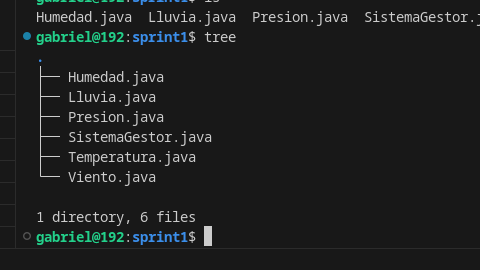 Humedad.java  Lluvia.java  Presion.java
gabriel@192:sprint1$ tree
.
├── Humedad.java
├── Lluvia.java
├── Presion.java
├── SistemaGestor.java
├── Temperatura.java
└── Viento.java
1 directory, 6 files
gabriel@192:sprint1$